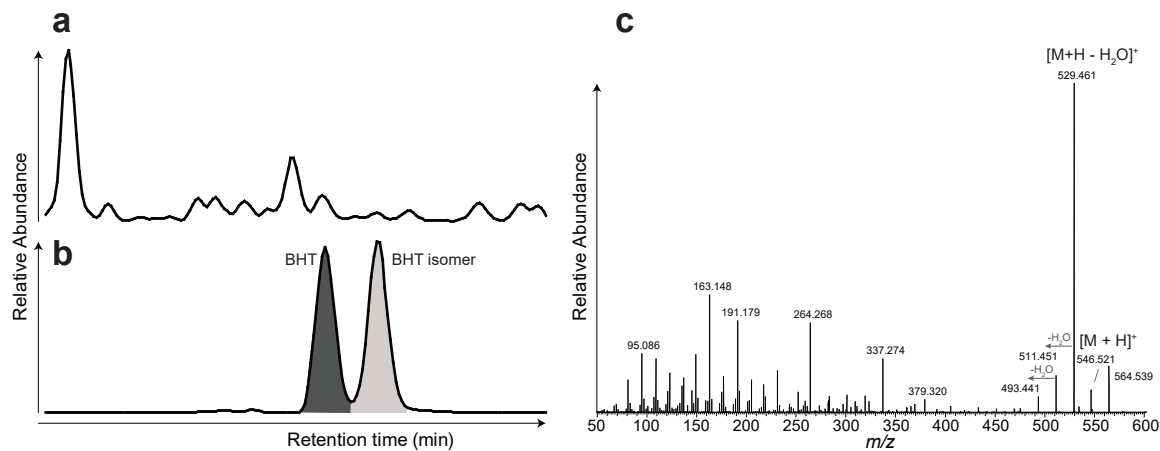 a
Relative Abundance
b
BHT
BHT isomer
Relative Abundance
Retention time (min)
c
Relative Abundance
[M+H - H₂O]⁺
529.461
163.148
191.179
264.268
95.086
337.274
379.320
-H₂O
[M + H]⁺
511.451
546.521
-H₂O
564.539
493.441
50 100 150 200 250 300 350 400 450 500 550 600
m/z